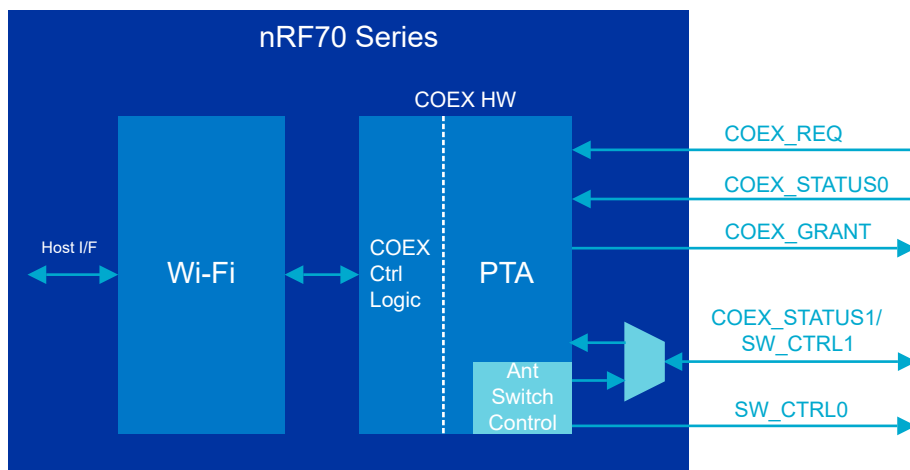 nRF70 Series
COEX HW
COEX_REQ
COEX_STATUS0
COEX_GRANT
Host I/F
Wi-Fi
COEX
Ctrl
Logic
PTA
COEX_STATUS1/
SW_CTRL1
Ant
Switch
Control
SW_CTRL0